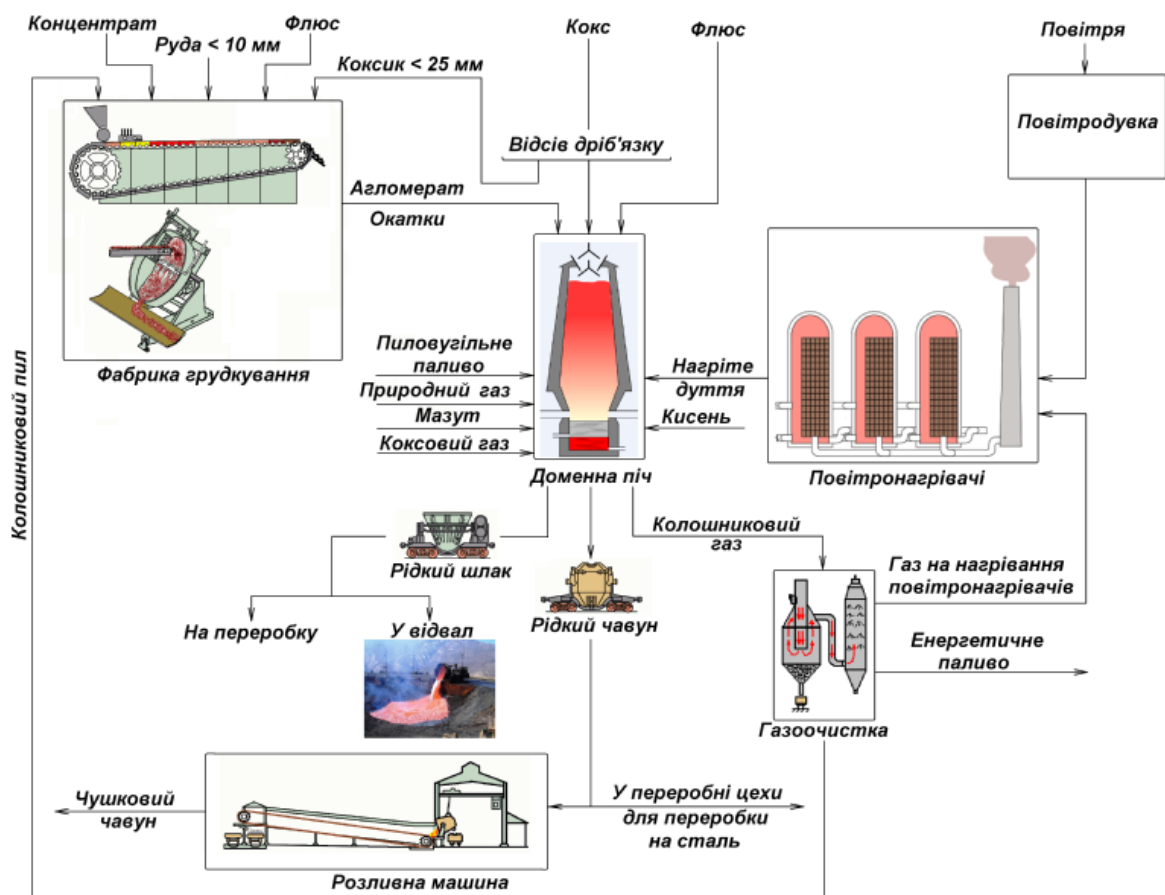 Концентрат
Флюс
Руда < 10 мм
Коксик < 25 мм
Кокс
Флюс
Повітря
Повітродувка
Відсів дріб'язку
Агломерат
Окатки
Фабрика грудкування
Пиловугільне
паливо
Природний газ
Мазут
Коксовий газ
Нагріте
дуття
Кисень
Доменна піч
Повітронагрівачі
Колошниковий пил
Рідкий шлак
Колошниковий
газ
Рідкий чавун
На переробку
У відвал
Газ на нагрівання
повітронагрівачів
Енергетичне
паливо
Газоочистка
Чушковий
чавун
Розливна машина
У переробні цехи
для переробки
на сталь